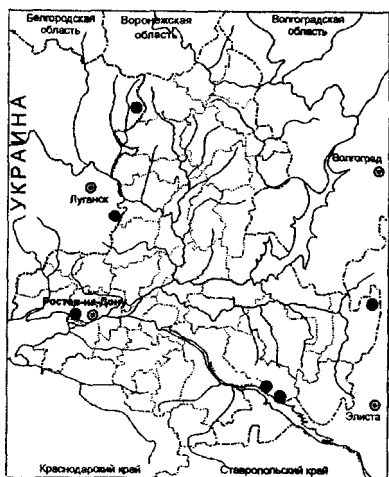 Белгородская область
Воронежская область
Волгоградская область
УКРАИНА
Волгоград
Луганск
Ростов-на-Дону
Элиста
Краснодарский край
Ставропольский край